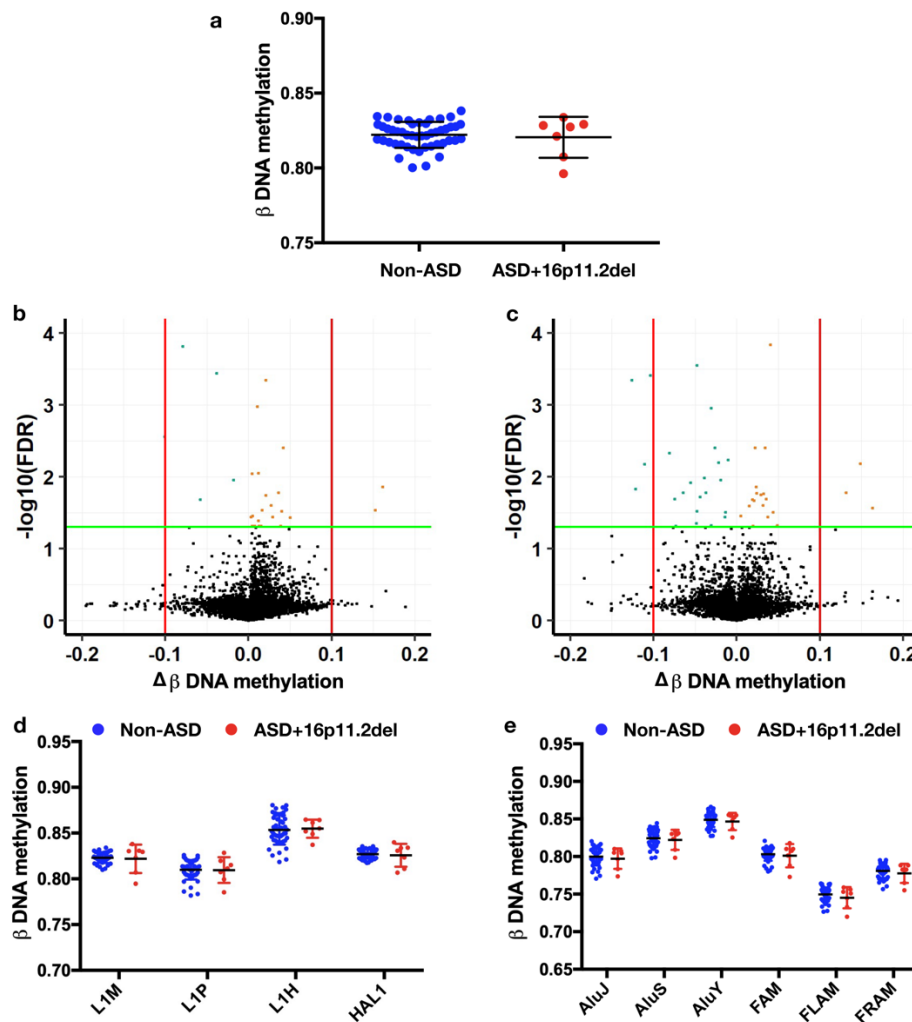 a
0.90
0.85
0.80
0.75
β DNA methylation
Non-ASD
ASD+16p11.2del
b
4
3
2
1
0
-log10(FDR)
-0.2
-0.1
0.0
0.1
0.2
Δ β DNA methylation
c
4
3
2
1
0
-log10(FDR)
-0.2
-0.1
0.0
0.1
0.2
Δ β DNA methylation
d
Non-ASD
ASD+16p11.2del
0.95
0.90
0.85
0.80
0.75
0.70
β DNA methylation
L1M
L1P
L1H
HAL1
e
Non-ASD
ASD+16p11.2del
0.95
0.90
0.85
0.80
0.75
0.70
0.65
β DNA methylation
AluJ
AluS
AluY
FAM
FLAM
FRAM